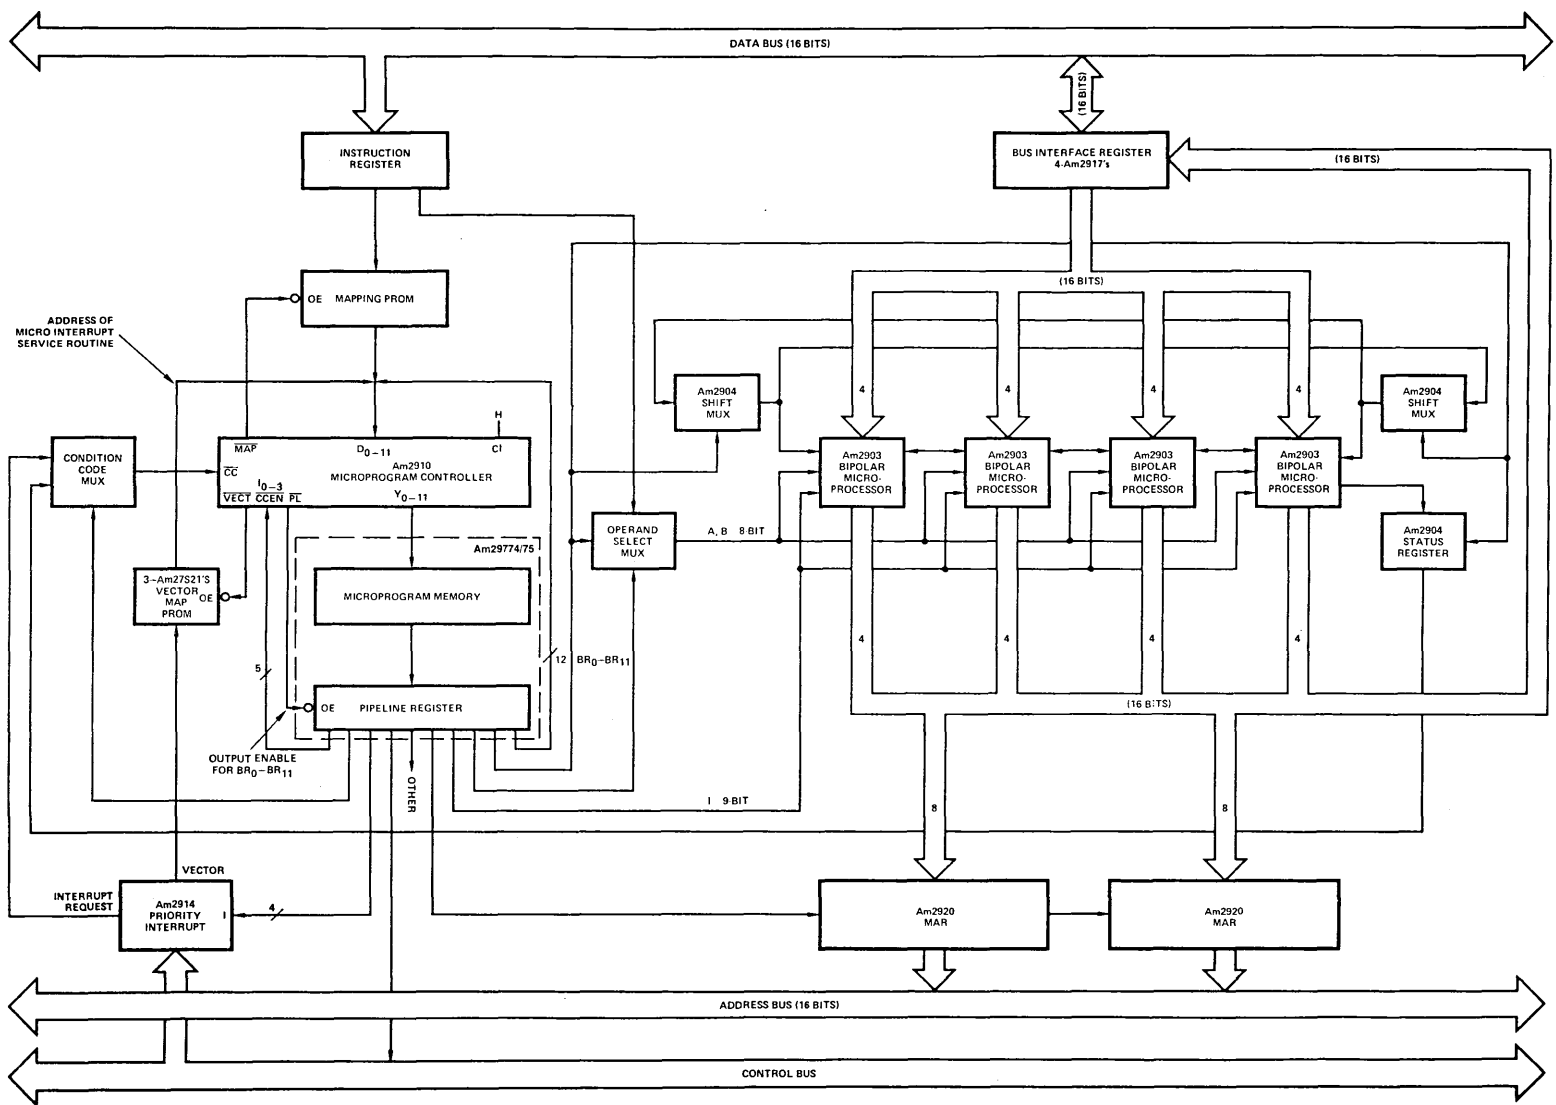 DATA BUS (16 BITS)
(16 BITS)
INSTRUCTION
REGISTER
BUS INTERFACE REGISTER
4-Am2917's
(16 BITS)
OE MAPPING PROM
(16 BITS)
ADDRESS OF
MICRO INTERRUPT
SERVICE ROUTINE
4
4
4
4
Am2904
SHIFT
MUX
Am2904
SHIFT
MUX
H
CI
MAP
D0–11
CONDITION
CODE
MUX
CC
Am2910
MICROPROGRAM CONTROLLER
I0–3
VECT CCEN PL
Y0–11
Am2903
BIPOLAR
MICRO-
PROCESSOR
Am2903
BIPOLAR
MICRO-
PROCESSOR
Am2903
BIPOLAR
MICRO-
PROCESSOR
Am2903
BIPOLAR
MICRO-
PROCESSOR
OPERAND
SELECT
MUX
A, B 8-BIT
Am2904
STATUS
REGISTER
Am29774/75
3–Am27S21'S
VECTOR
MAP
PROM
OE
MICROPROGRAM MEMORY
5
12 BR0–BR11
4
4
4
4
OE PIPELINE REGISTER
(16 BITS)
OUTPUT ENABLE
FOR BR0–BR11
OTHER
I 9-BIT
8
8
VECTOR
INTERRUPT
REQUEST
Am2914
PRIORITY
INTERRUPT
I
4
Am2920
MAR
Am2920
MAR
ADDRESS BUS (16 BITS)
CONTROL BUS